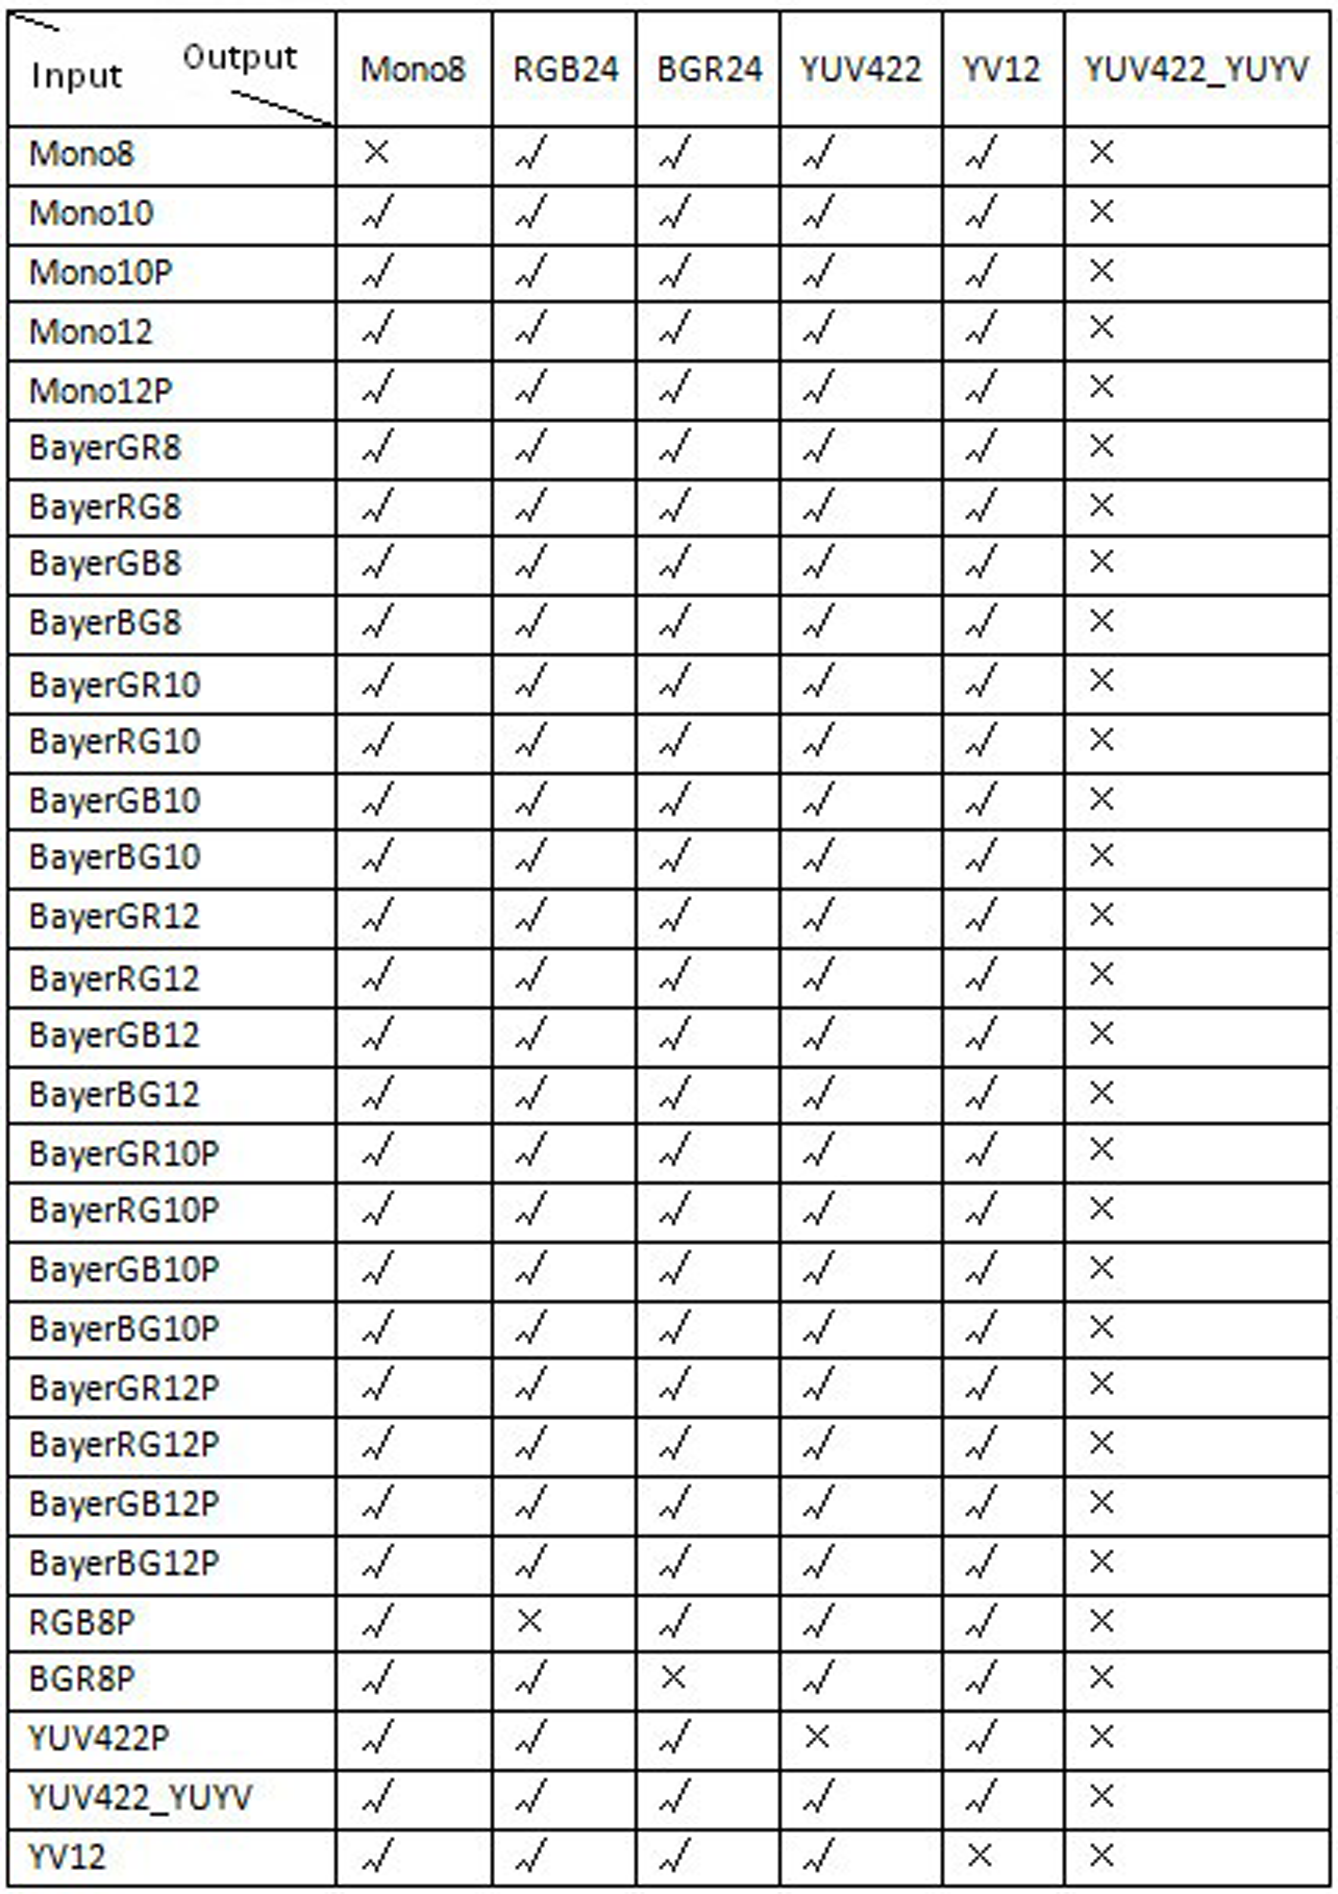 Input Output Mono8 RGB24 BGR24 YUV422 YV12 YUV422_YUYV
Mono8 × √ √ √ √ ×
Mono10 √ √ √ √ √ ×
Mono10P √ √ √ √ √ ×
Mono12 √ √ √ √ √ ×
Mono12P √ √ √ √ √ ×
BayerGR8 √ √ √ √ √ ×
BayerRG8 √ √ √ √ √ ×
BayerGB8 √ √ √ √ √ ×
BayerBG8 √ √ √ √ √ ×
BayerGR10 √ √ √ √ √ ×
BayerRG10 √ √ √ √ √ ×
BayerGB10 √ √ √ √ √ ×
BayerBG10 √ √ √ √ √ ×
BayerGR12 √ √ √ √ √ ×
BayerRG12 √ √ √ √ √ ×
BayerGB12 √ √ √ √ √ ×
BayerBG12 √ √ √ √ √ ×
BayerGR10P √ √ √ √ √ ×
BayerRG10P √ √ √ √ √ ×
BayerGB10P √ √ √ √ √ ×
BayerBG10P √ √ √ √ √ ×
BayerGR12P √ √ √ √ √ ×
BayerRG12P √ √ √ √ √ ×
BayerGB12P √ √ √ √ √ ×
BayerBG12P √ √ √ √ √ ×
RGB8P √ × √ √ √ ×
BGR8P √ √ × √ √ ×
YUV422P √ √ √ × √ ×
YUV422_YUYV √ √ √ √ √ ×
YV12 √ √ √ √ × ×